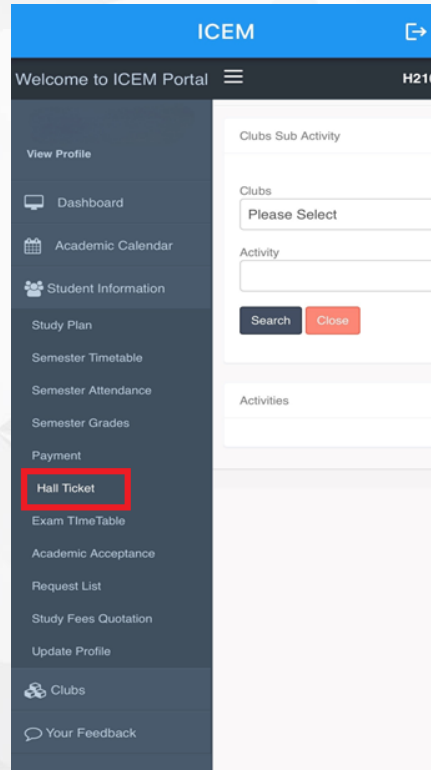 ICEM
Welcome to ICEM Portal
View Profile
Dashboard
Academic Calendar
Student Information
Study Plan
Semester Timetable
Semester Attendance
Semester Grades
Payment
Hall Ticket
Exam TImeTable
Academic Acceptance
Request List
Study Fees Quotation
Update Profile
Clubs
Your Feedback
Clubs Sub Activity
Clubs
Please Select
Activity
Search Close
Activities